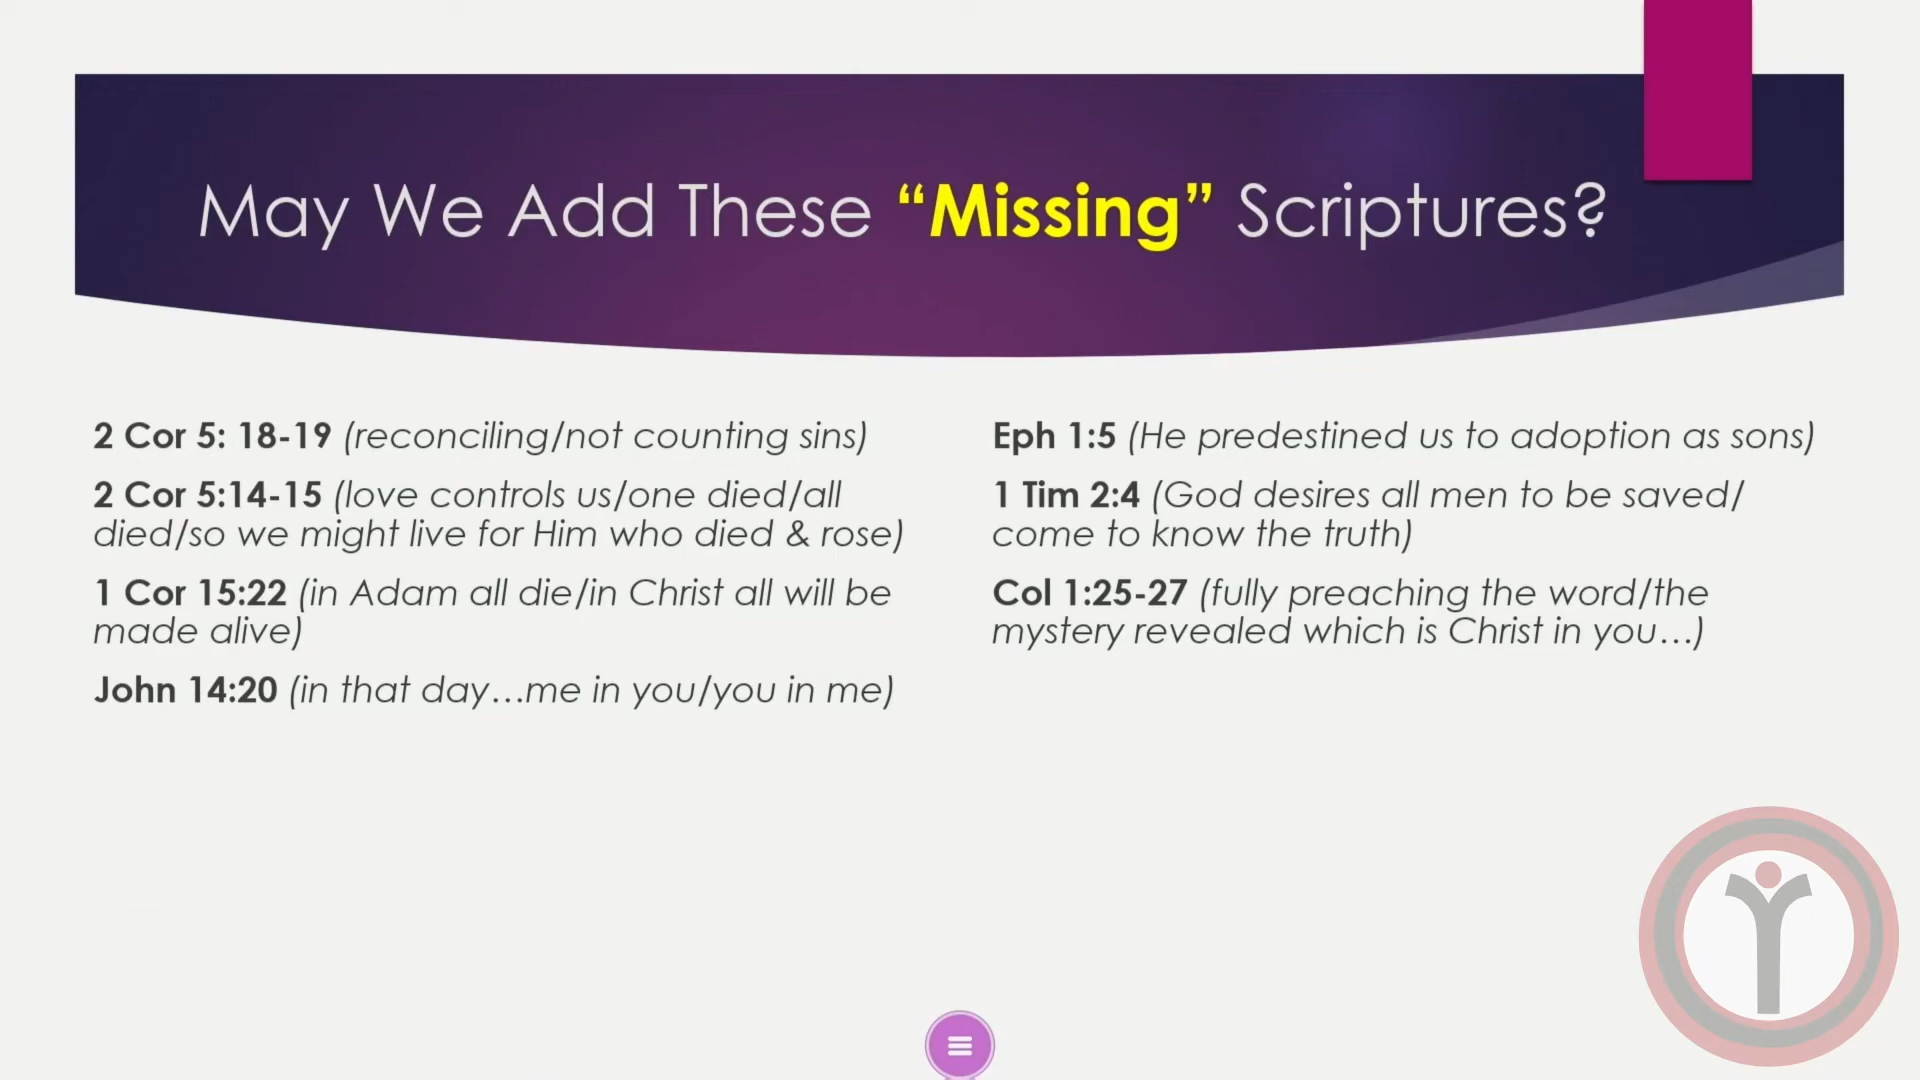 May We Add These “Missing” Scriptures?
2 Cor 5: 18-19 (reconciling/not counting sins)
2 Cor 5:14-15 (love controls us/one died/all
died/so we might live for Him who died & rose)
1 Cor 15:22 (in Adam all die/in Christ all will be
made alive)
John 14:20 (in that day…me in you/you in me)
Eph 1:5 (He predestined us to adoption as sons)
1 Tim 2:4 (God desires all men to be saved/
come to know the truth)
Col 1:25-27 (fully preaching the word/the
mystery revealed which is Christ in you…)